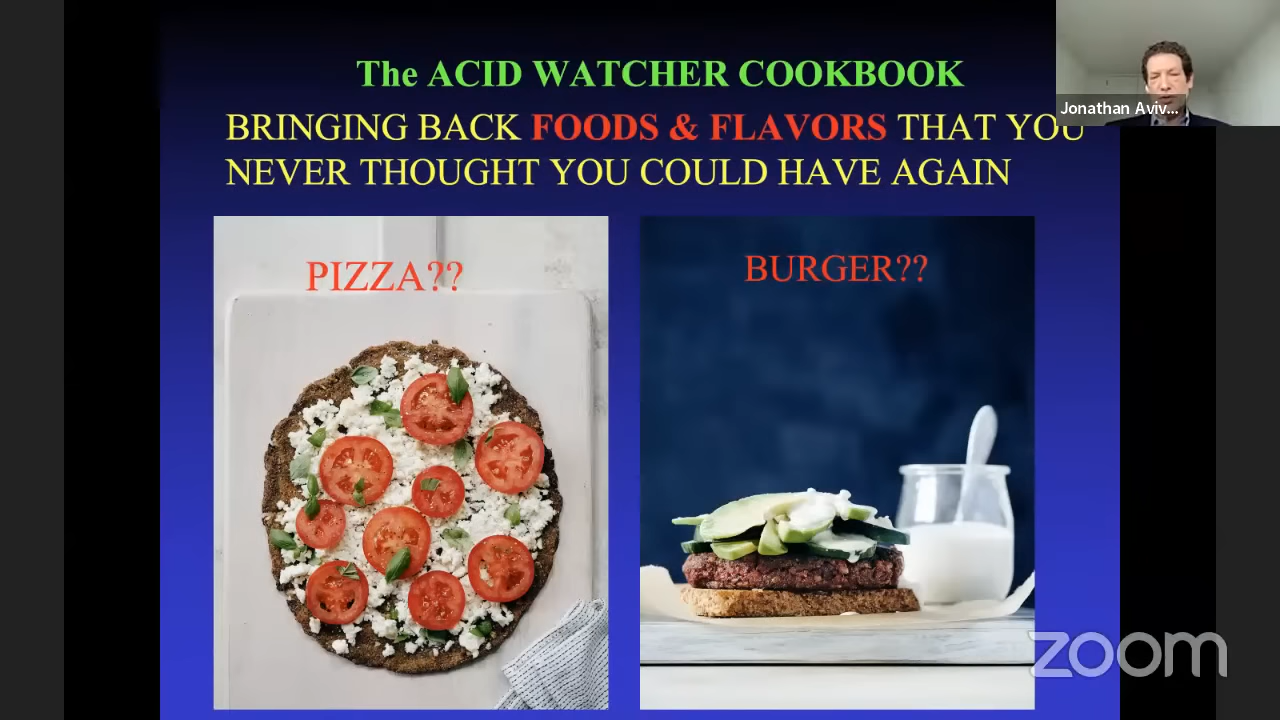 The ACID WATCHER COOKBOOK
BRINGING BACK FOODS & FLAVORS THAT YOU
NEVER THOUGHT YOU COULD HAVE AGAIN
Jonathan Aviv...
PIZZA??
BURGER??
zoom